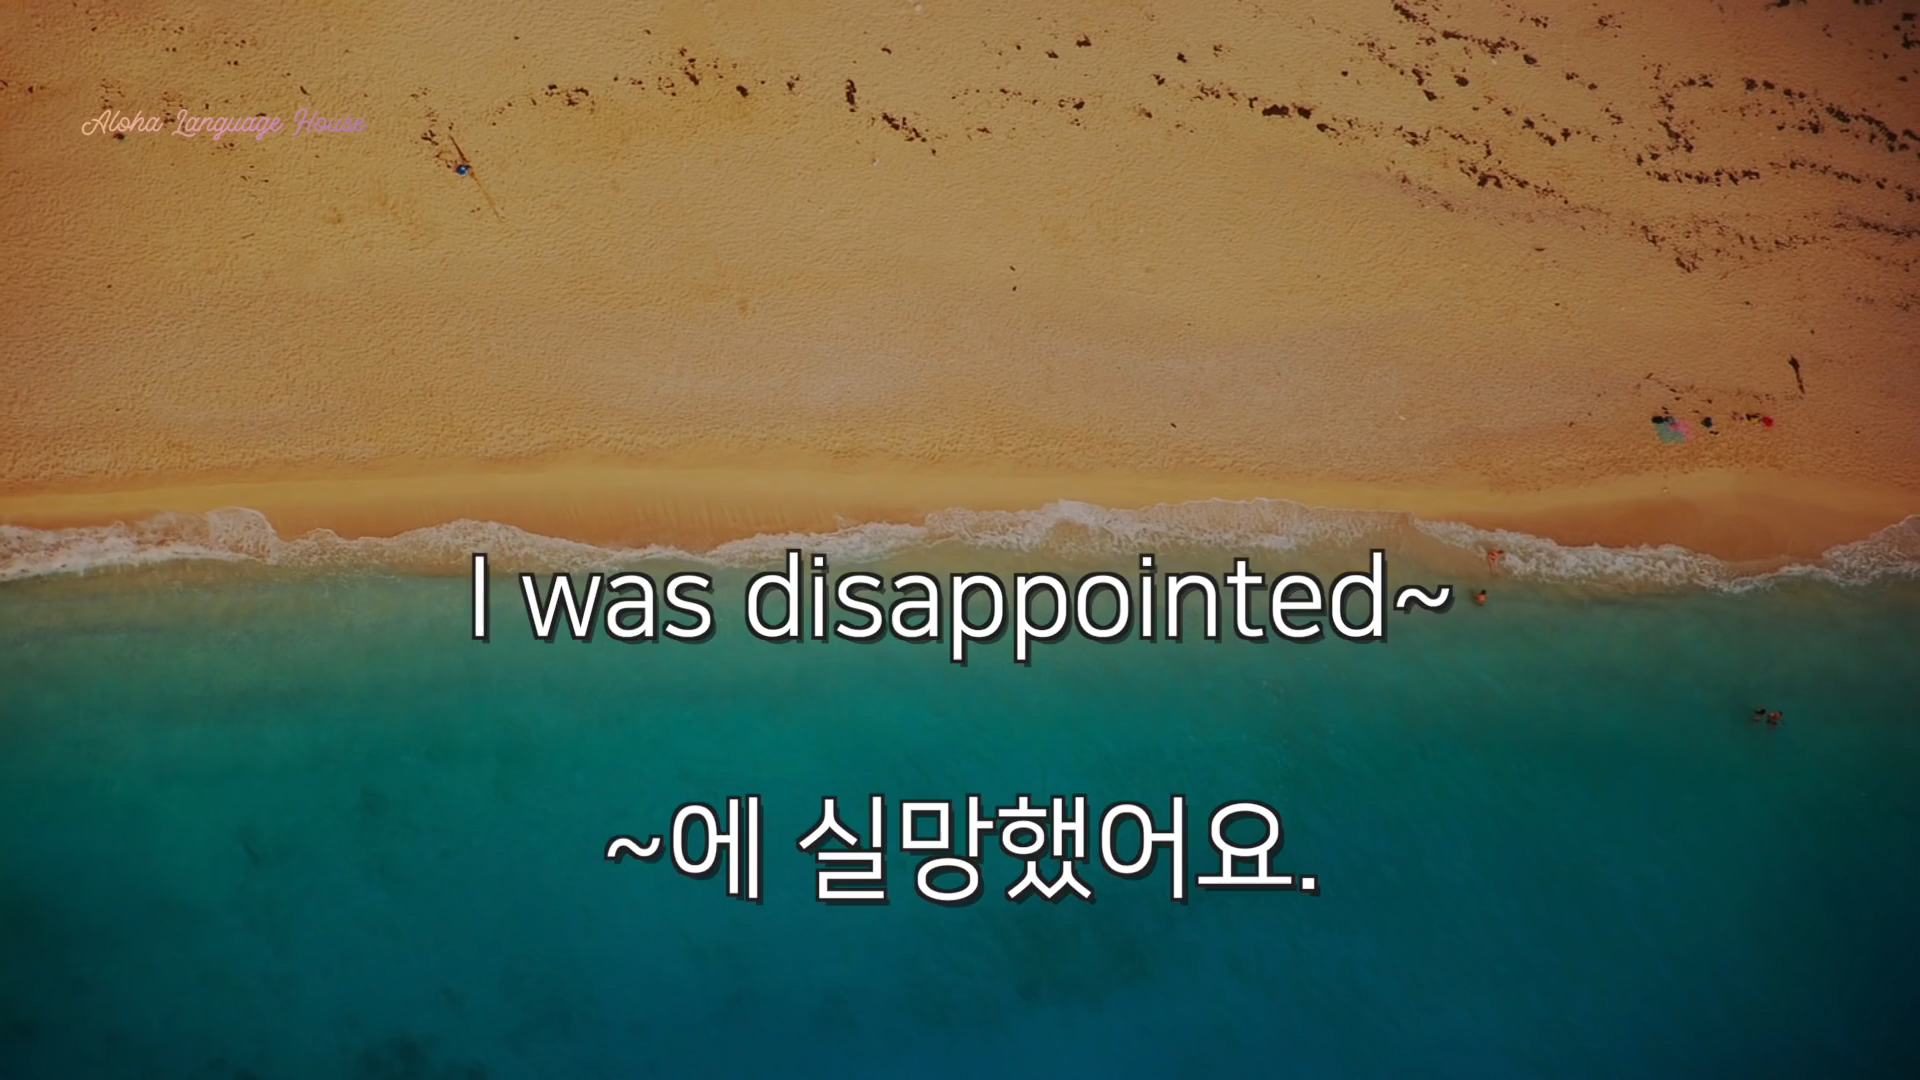 Aloha Language House
I was disappointed~
~에 실망했어요.